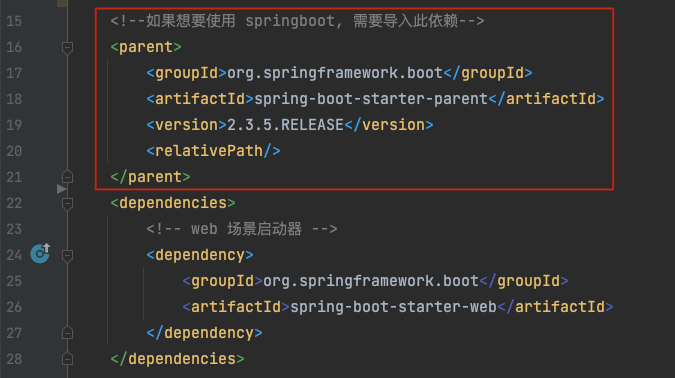 15 <!--如果想要使用 springboot, 需要导入此依赖-->
16 <parent>
17 <groupId>org.springframework.boot</groupId>
18 <artifactId>spring-boot-starter-parent</artifactId>
19 <version>2.3.5.RELEASE</version>
20 <relativePath/>
21 </parent>
22 <dependencies>
23 <!-- web 场景启动器 -->
24 <dependency>
25 <groupId>org.springframework.boot</groupId>
26 <artifactId>spring-boot-starter-web</artifactId>
27 </dependency>
28 </dependencies>